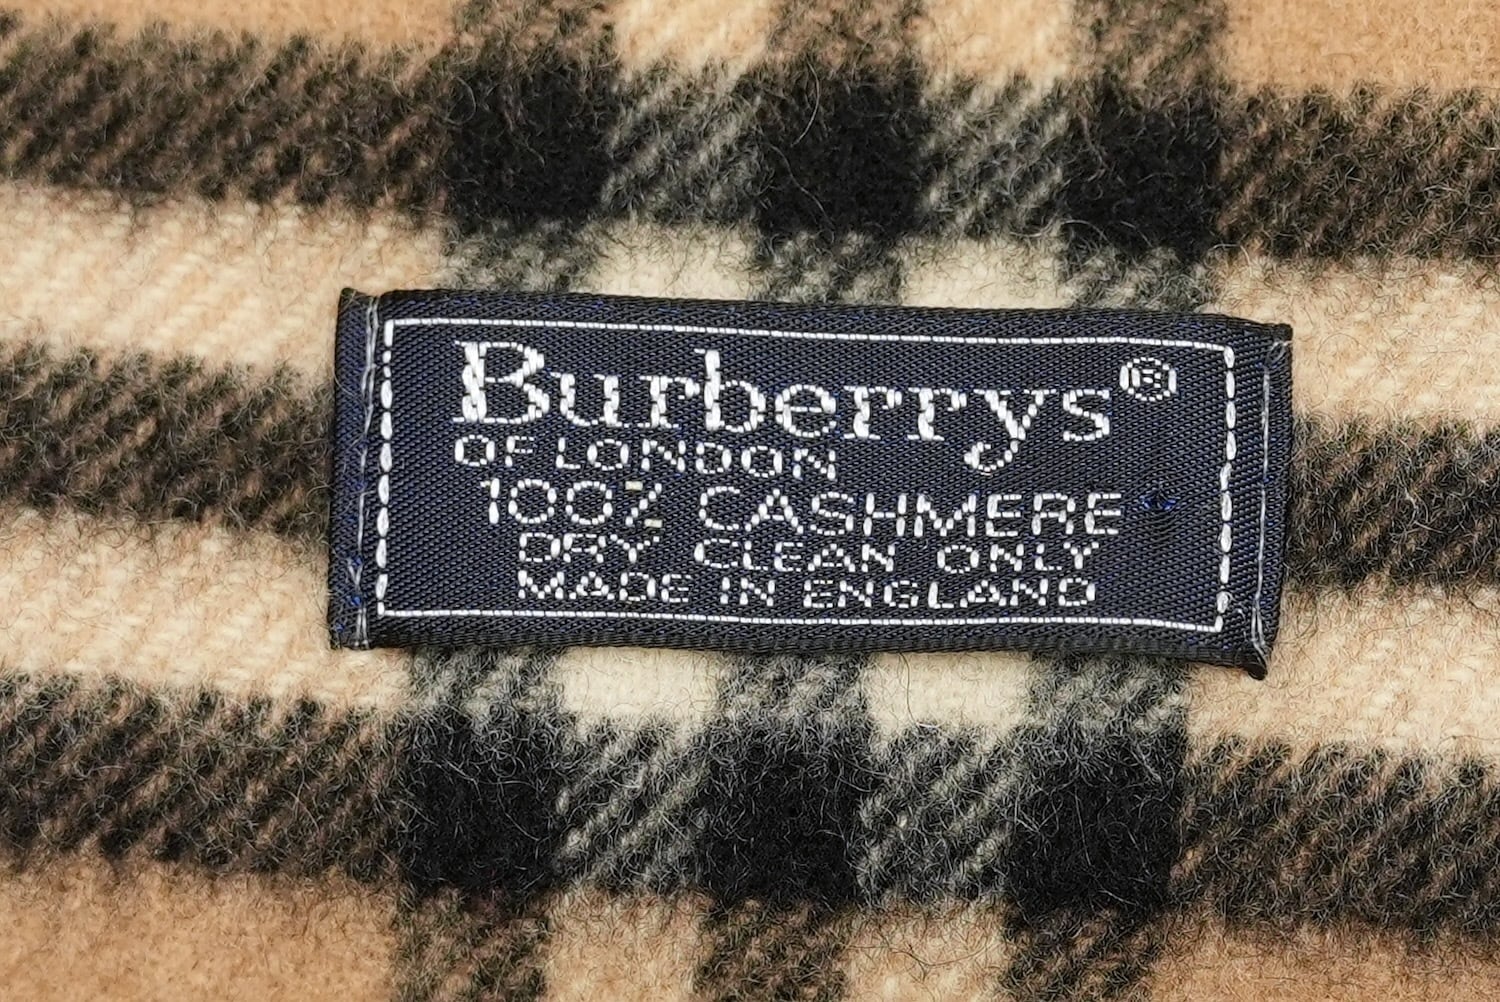 Burberrys®
OF LONDON
100% CASHMERE
DRY CLEAN ONLY
MADE IN ENGLAND